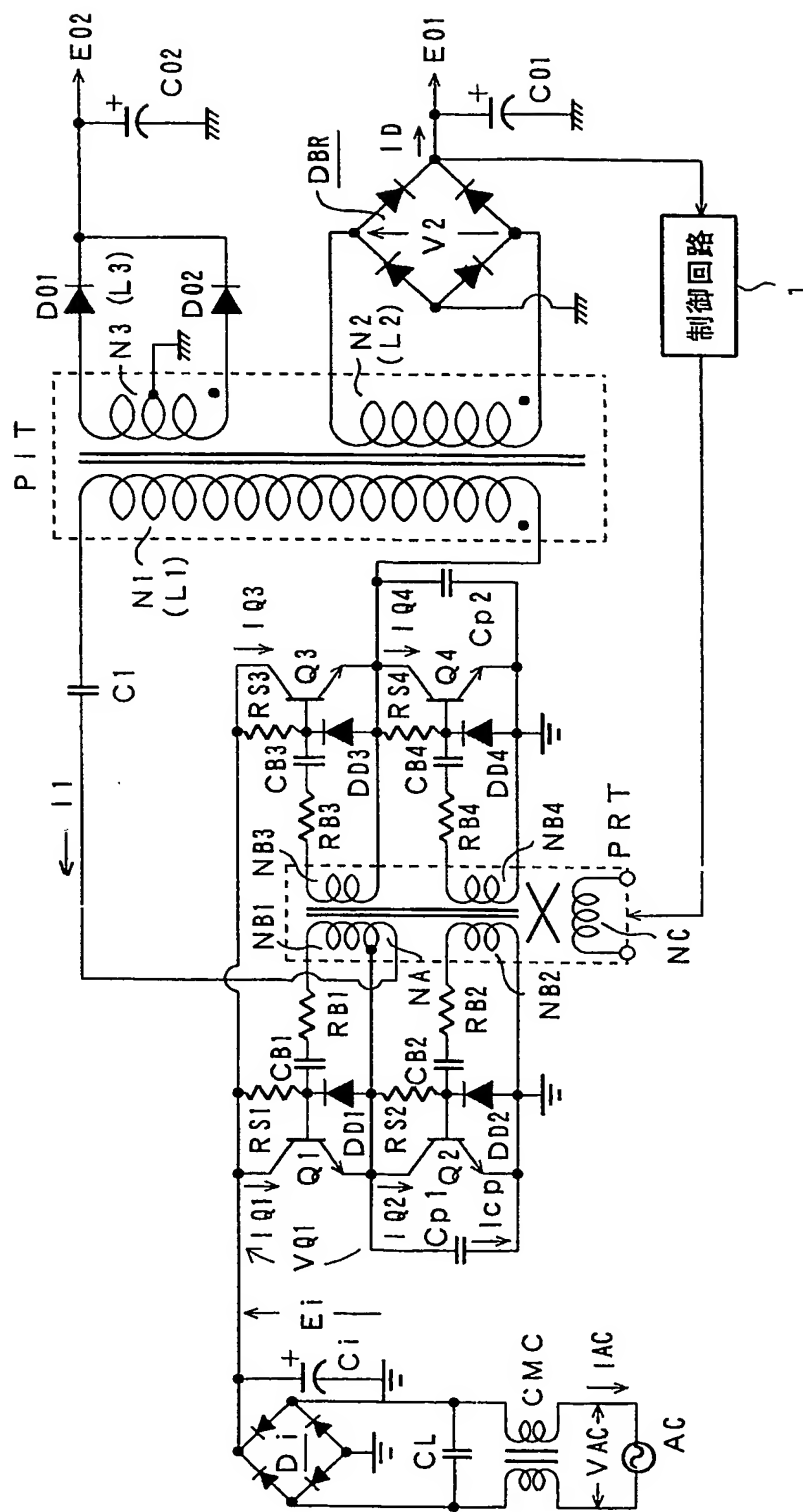 AC
VAC
IAC
CMC
CL
Di
Ci
+
Ei
VQ1
IQ1
RS1
Q1
CB1
RB1
DD1
IQ2
RS2
Q2
CB2
RB2
DD2
Cp1
Icp
NB1
NA
NB2
NB3
NB4
NC
PRT
RB3
CB3
RS3
DD3
Q3
IQ3
RB4
CB4
RS4
DD4
Q4
IQ4
Cp2
I1
C1
N1
(L1)
PIT
N3 (L3)
N2
(L2)
D01
D02
+
C02
E02
DBR
V2
ID
+
C01
E01
制御回路
1